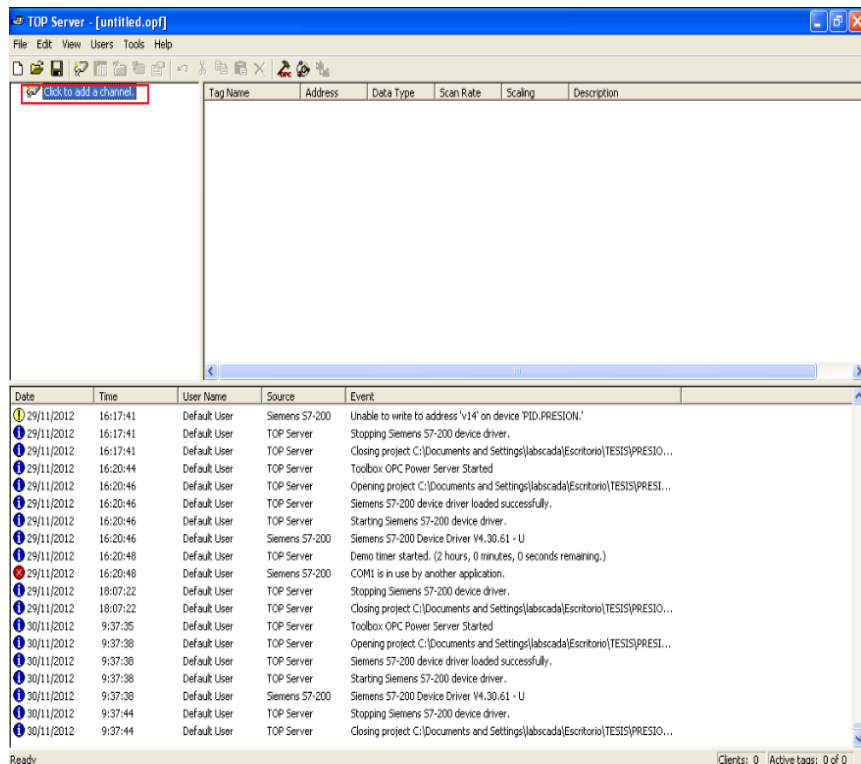 TOP Server - [untitled.opf]
File Edit View Users Tools Help
Click to add a channel.
Tag Name Address Data Type Scan Rate Scaling Description
Date Time User Name Source Event
29/11/2012 16:17:41 Default User Siemens S7-200 Unable to write to address 'v14' on device 'PID.PRESION.'
29/11/2012 16:17:41 Default User TOP Server Stopping Siemens S7-200 device driver.
29/11/2012 16:17:41 Default User TOP Server Closing project C:\Documents and Settings\labscada\Escritorio\TESIS\PRESIO...
29/11/2012 16:20:44 Default User TOP Server Toolbox OPC Power Server Started
29/11/2012 16:20:46 Default User TOP Server Opening project C:\Documents and Settings\labscada\Escritorio\TESIS\PRESI...
29/11/2012 16:20:46 Default User TOP Server Siemens S7-200 device driver loaded successfully.
29/11/2012 16:20:46 Default User TOP Server Starting Siemens S7-200 device driver.
29/11/2012 16:20:46 Default User Siemens S7-200 Siemens S7-200 Device Driver V4.30.61 - U
29/11/2012 16:20:48 Default User TOP Server Demo timer started. (2 hours, 0 minutes, 0 seconds remaining.)
29/11/2012 16:20:48 Default User Siemens S7-200 COM1 is in use by another application.
29/11/2012 18:07:22 Default User TOP Server Stopping Siemens S7-200 device driver.
29/11/2012 18:07:22 Default User TOP Server Closing project C:\Documents and Settings\labscada\Escritorio\TESIS\PRESIO...
30/11/2012 9:37:35 Default User TOP Server Toolbox OPC Power Server Started
30/11/2012 9:37:38 Default User TOP Server Opening project C:\Documents and Settings\labscada\Escritorio\TESIS\PRESI...
30/11/2012 9:37:38 Default User TOP Server Siemens S7-200 device driver loaded successfully.
30/11/2012 9:37:38 Default User TOP Server Starting Siemens S7-200 device driver.
30/11/2012 9:37:38 Default User Siemens S7-200 Siemens S7-200 Device Driver V4.30.61 - U
30/11/2012 9:37:44 Default User TOP Server Stopping Siemens S7-200 device driver.
30/11/2012 9:37:44 Default User TOP Server Closing project C:\Documents and Settings\labscada\Escritorio\TESIS\PRESIO...
Ready Clients: 0 Active tags: 0 of 0